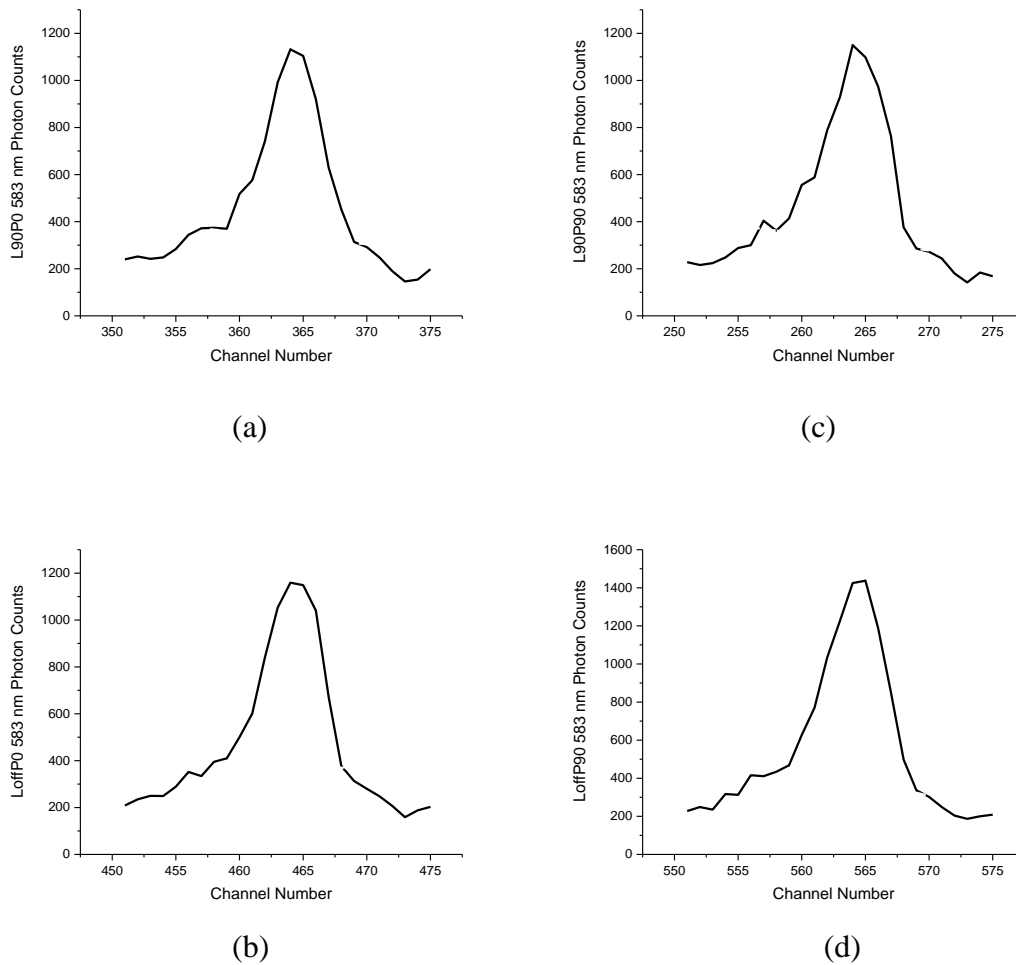 L90P0 583 nm Photon Counts
1200
1000
800
600
400
200
0
350 355 360 365 370 375
Channel Number
(a)
L90P90 583 nm Photon Counts
1200
1000
800
600
400
200
0
250 255 260 265 270 275
Channel Number
(c)
LoffP0 583 nm Photon Counts
1200
1000
800
600
400
200
0
450 455 460 465 470 475
Channel Number
(b)
LoffP90 583 nm Photon Counts
1600
1400
1200
1000
800
600
400
200
0
550 555 560 565 570 575
Channel Number
(d)